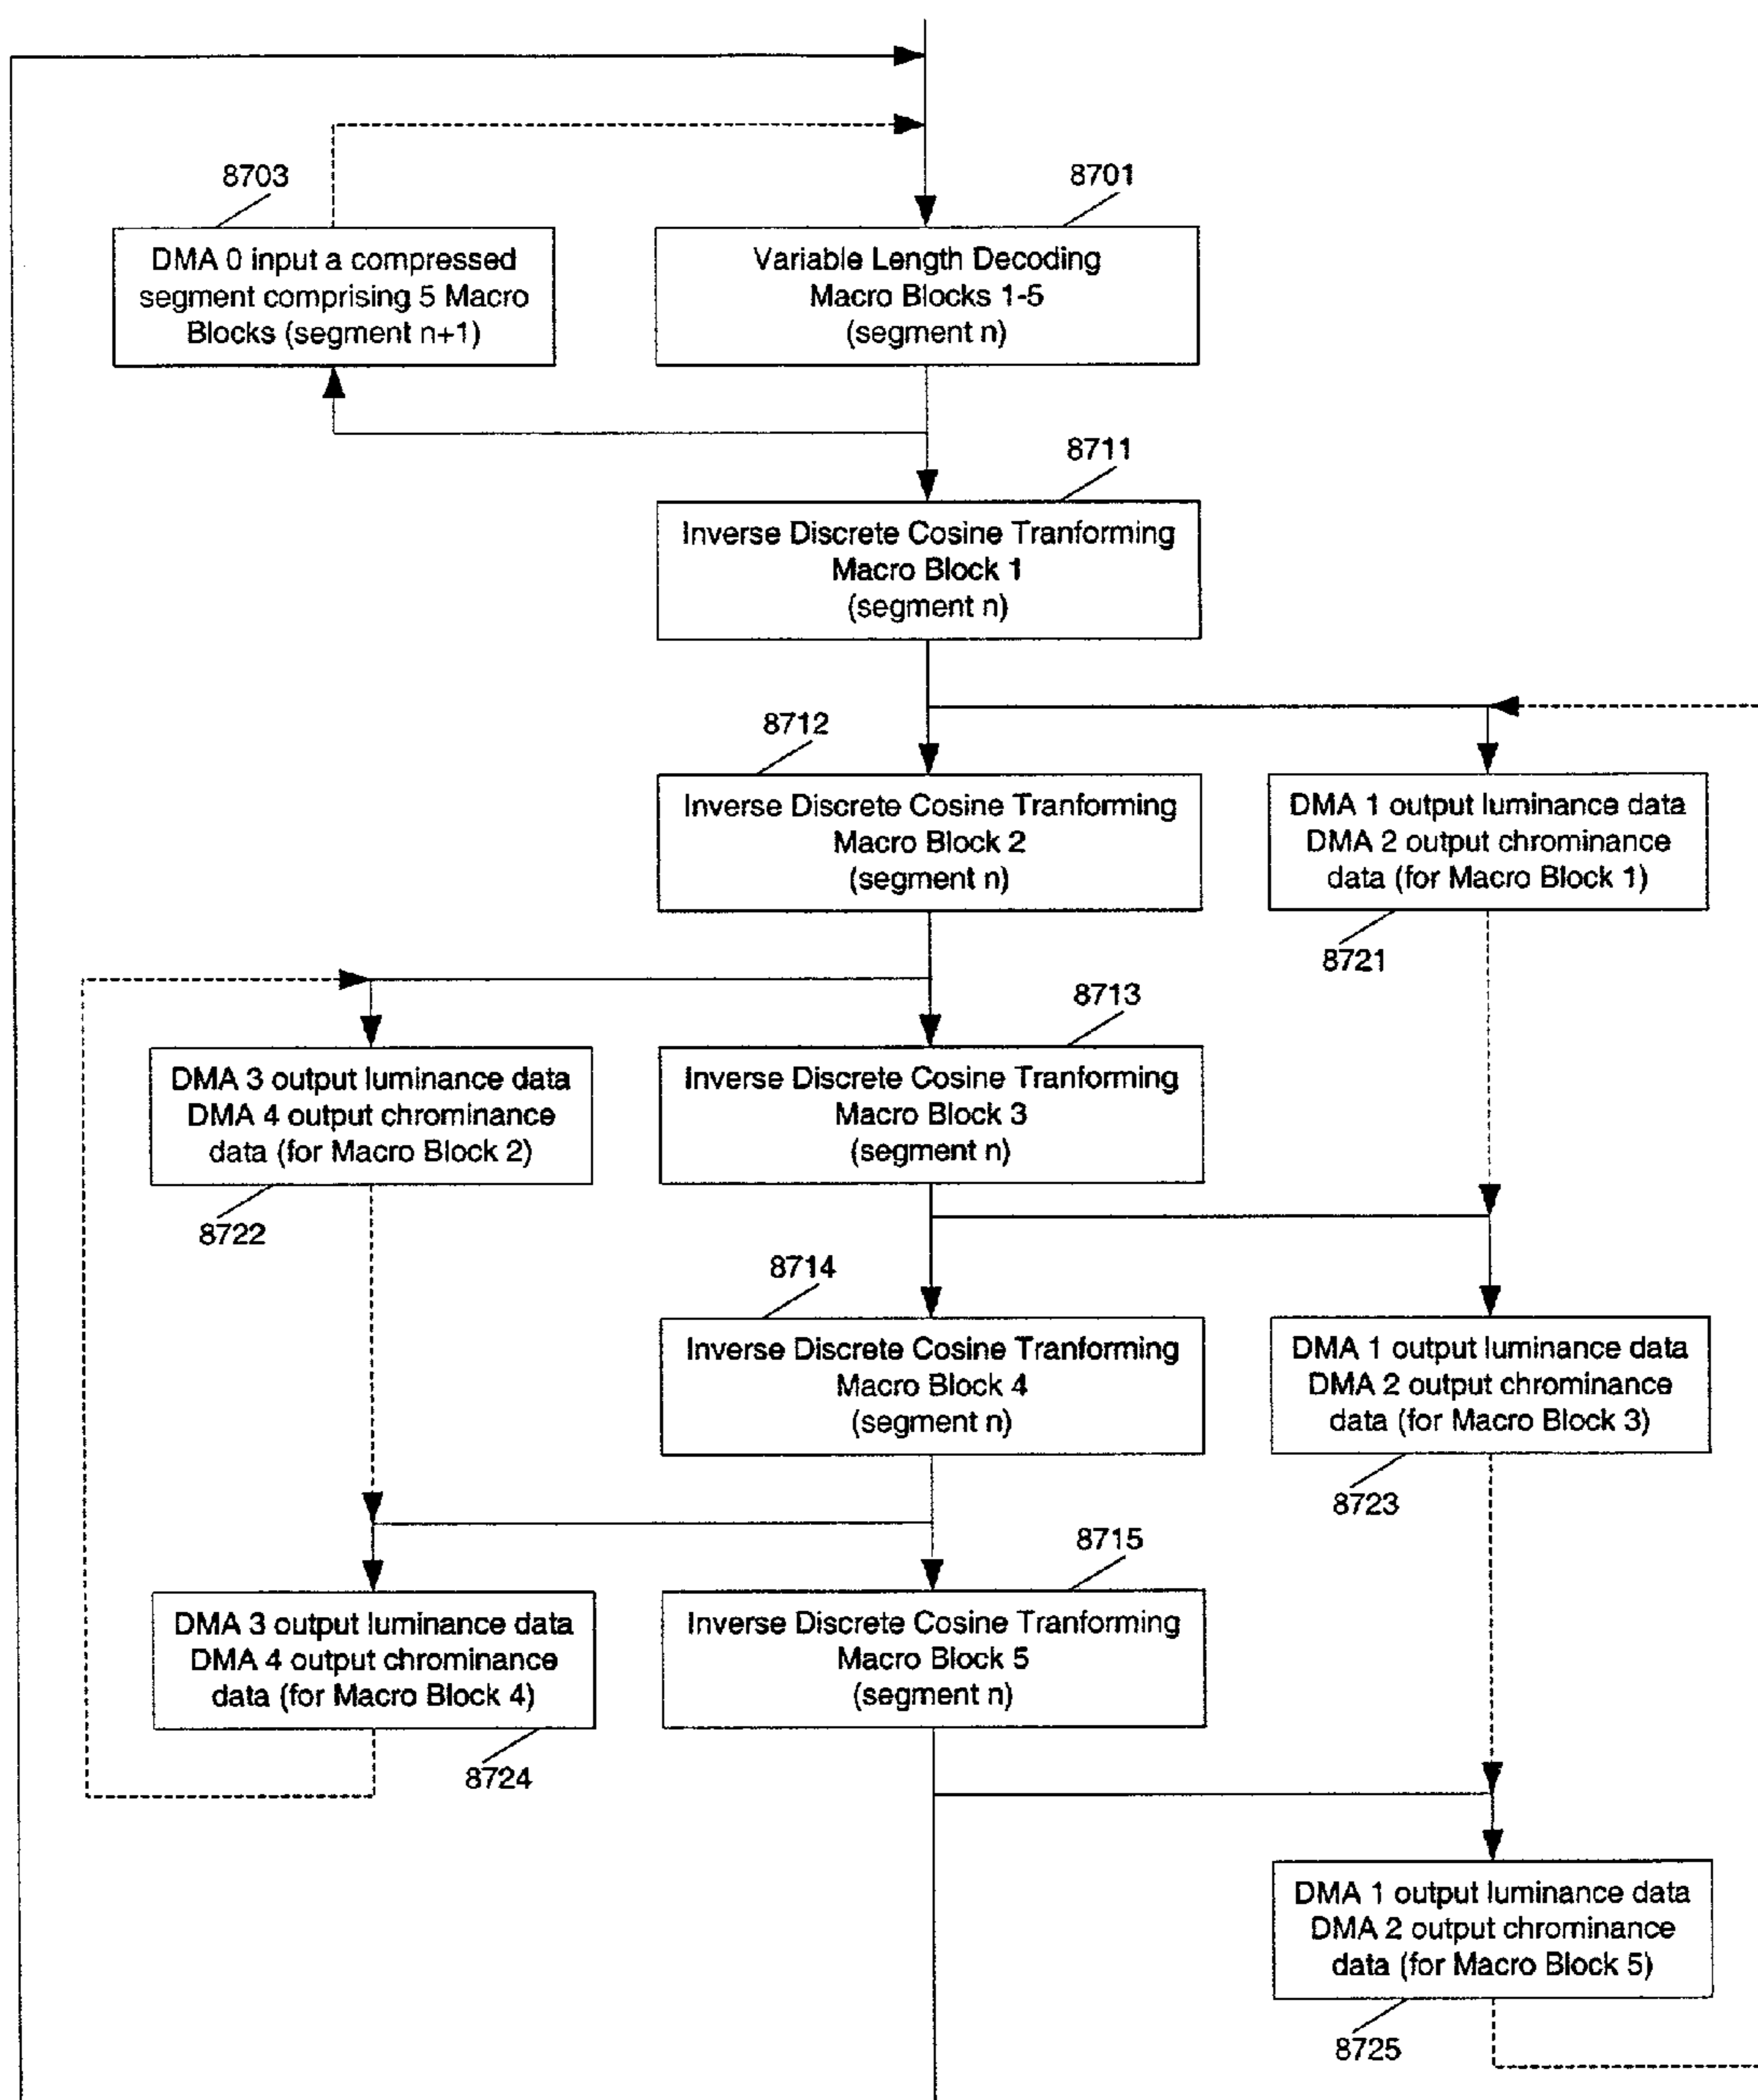 8703
8701
DMA 0 input a compressed
segment comprising 5 Macro
Blocks (segment n+1)
Variable Length Decoding
Macro Blocks 1-5
(segment n)
8711
Inverse Discrete Cosine Tranforming
Macro Block 1
(segment n)
8712
Inverse Discrete Cosine Tranforming
Macro Block 2
(segment n)
DMA 1 output luminance data
DMA 2 output chrominance
data (for Macro Block 1)
8721
8713
DMA 3 output luminance data
DMA 4 output chrominance
data (for Macro Block 2)
8722
Inverse Discrete Cosine Tranforming
Macro Block 3
(segment n)
8714
Inverse Discrete Cosine Tranforming
Macro Block 4
(segment n)
DMA 1 output luminance data
DMA 2 output chrominance
data (for Macro Block 3)
8723
8715
DMA 3 output luminance data
DMA 4 output chrominance
data (for Macro Block 4)
8724
Inverse Discrete Cosine Tranforming
Macro Block 5
(segment n)
DMA 1 output luminance data
DMA 2 output chrominance
data (for Macro Block 5)
8725